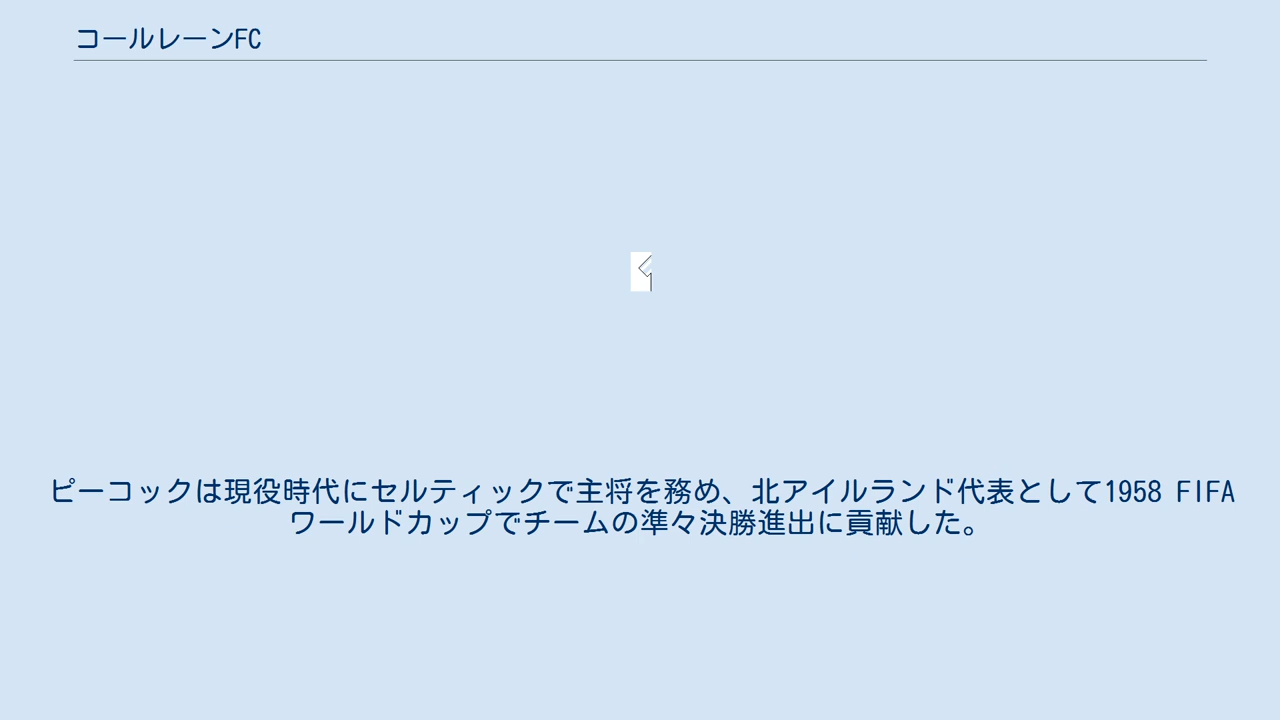 コールレーンFC
ピーコックは現役時代にセルティックで主将を務め、北アイルランド代表として1958 FIFA
ワールドカップでチームの準々決勝進出に貢献した。